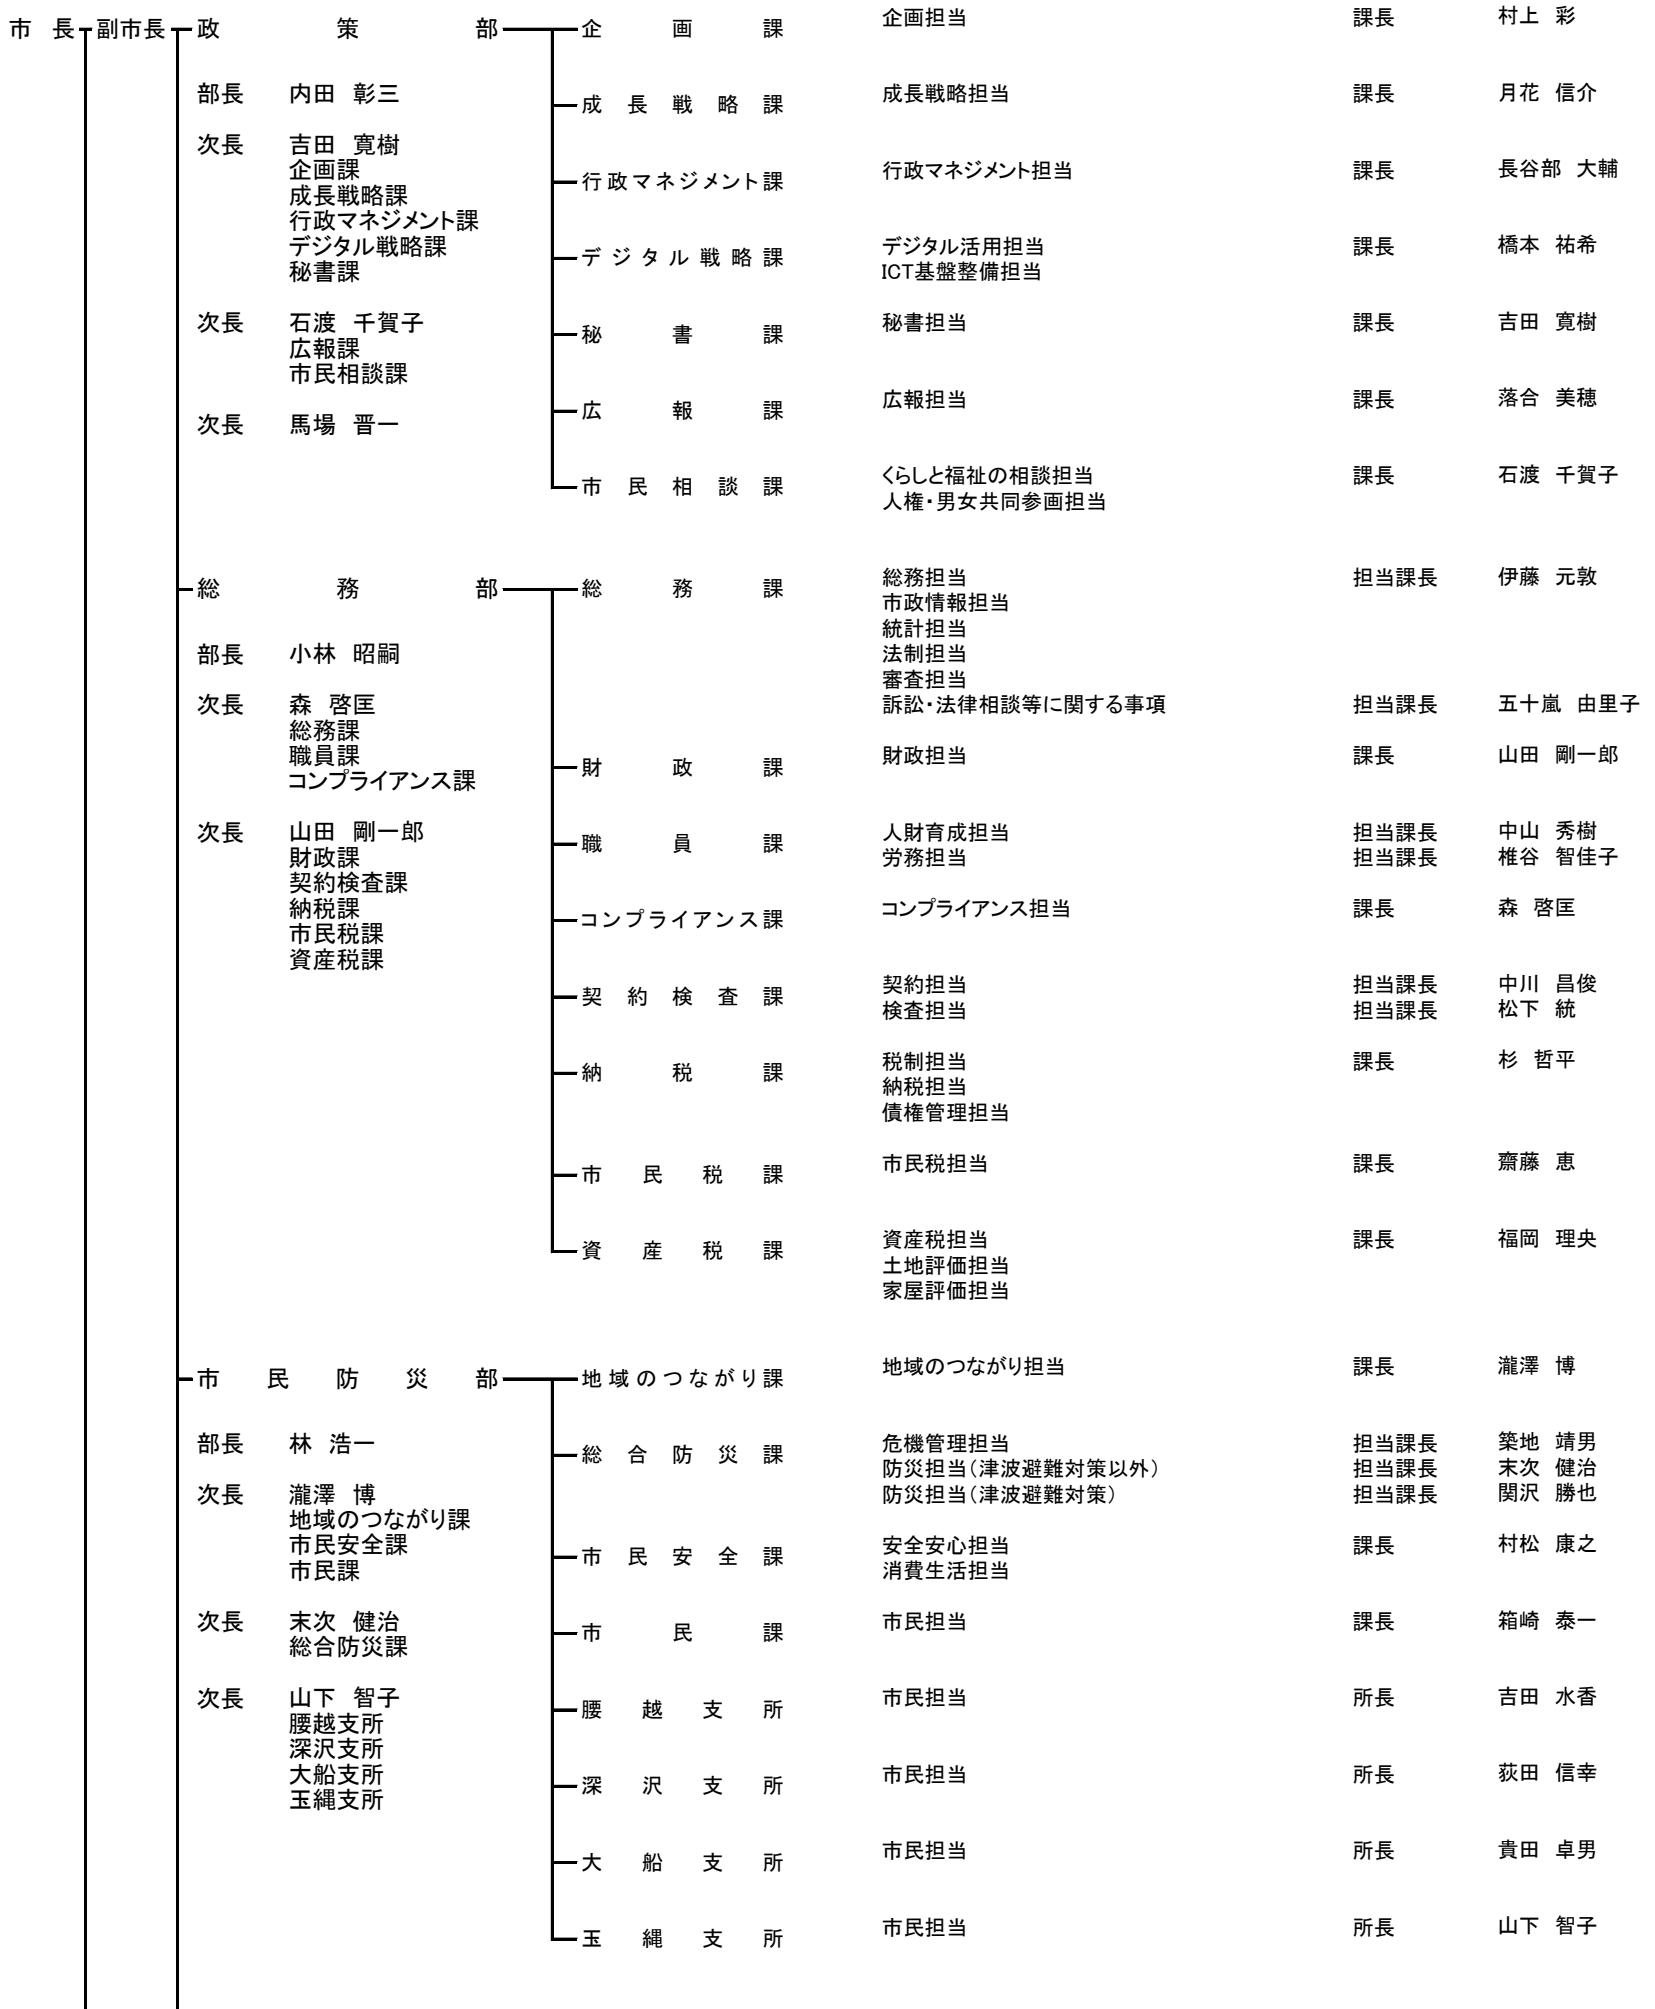 市長 副市長 政策部 企画課 企画担当 課長 村上 彩
部長 内田 彰三
成長戦略課 成長戦略担当 課長 月花 信介
次長 吉田 寛樹
企画課
成長戦略課
行政マネジメント課
デジタル戦略課
秘書課
行政マネジメント課 行政マネジメント担当 課長 長谷部 大輔
デジタル戦略課 デジタル活用担当 課長 橋本 祐希
ICT基盤整備担当
次長 石渡 千賀子
広報課
市民相談課
秘書課 秘書担当 課長 吉田 寛樹
次長 馬場 晋一
広報課 広報担当 課長 落合 美穂
市民相談課 くらしと福祉の相談担当 課長 石渡 千賀子
人権・男女共同参画担当
総務部 総務課 総務担当 担当課長 伊藤 元敦
市政情報担当
統計担当
法制担当
審査担当
訴訟・法律相談等に関する事項 担当課長 五十嵐 由里子
部長 小林 昭嗣
次長 森 啓匡
総務課
職員課
コンプライアンス課
財政課 財政担当 課長 山田 剛一郎
次長 山田 剛一郎
財政課
契約検査課
納税課
市民税課
資産税課
職員課 人財育成担当 担当課長 中山 秀樹
労務担当 担当課長 椎谷 智佳子
コンプライアンス課 コンプライアンス担当 課長 森 啓匡
契約検査課 契約担当 担当課長 中川 昌俊
検査担当 担当課長 松下 統
納税課 税制担当 課長 杉 哲平
納税担当
債権管理担当
市民税課 市民税担当 課長 齋藤 恵
資産税課 資産税担当 課長 福岡 理央
土地評価担当
家屋評価担当
市民防災部 地域のつながり課 地域のつながり担当 課長 瀧澤 博
部長 林 浩一
総合防災課 危機管理担当 担当課長 築地 靖男
防災担当（津波避難対策以外） 担当課長 末次 健治
防災担当（津波避難対策） 担当課長 関沢 勝也
次長 瀧澤 博
地域のつながり課
市民安全課
市民課
市民安全課 安全安心担当 課長 村松 康之
消費生活担当
次長 末次 健治
総合防災課
市民課 市民担当 課長 箱崎 泰一
次長 山下 智子
腰越支所
深沢支所
大船支所
玉縄支所
腰越支所 市民担当 所長 吉田 水香
深沢支所 市民担当 所長 荻田 信幸
大船支所 市民担当 所長 貴田 卓男
玉縄支所 市民担当 所長 山下 智子